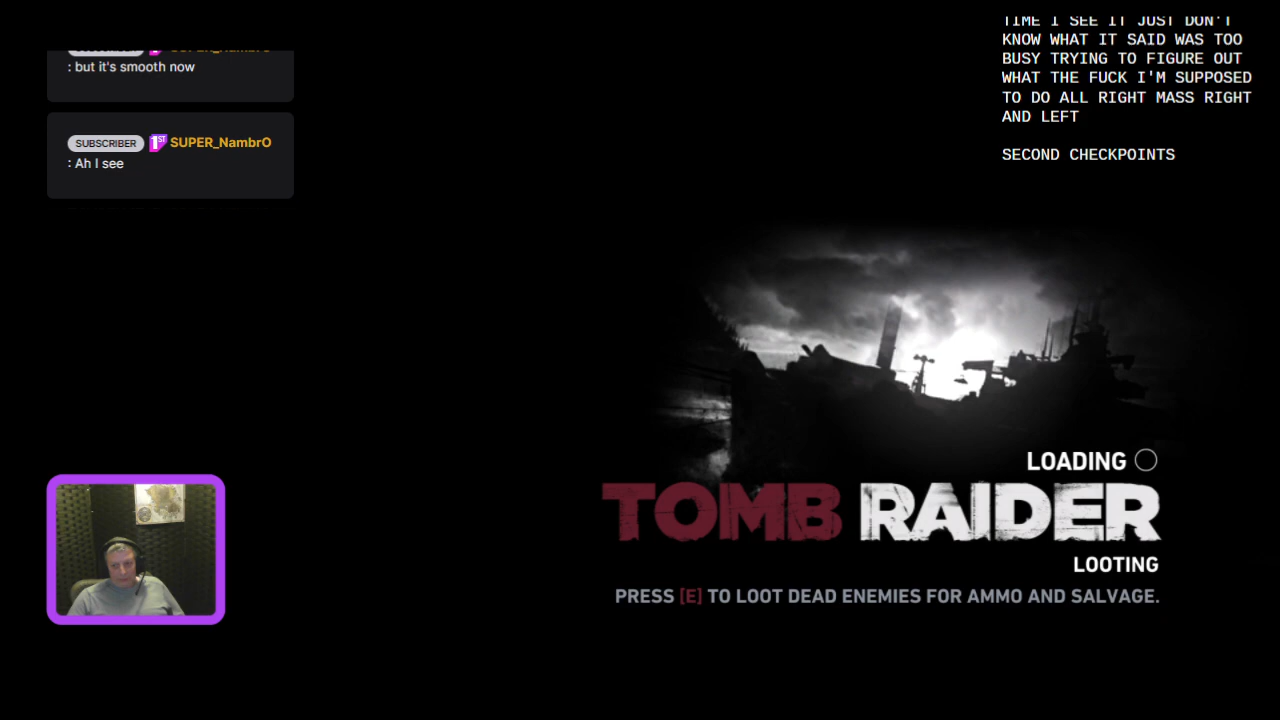 SUPER_NambrO
: but it's smooth now
SUBSCRIBER 1ST SUPER_NambrO
: Ah I see
TIME I SEE IT JUST DON'T
KNOW WHAT IT SAID WAS TOO
BUSY TRYING TO FIGURE OUT
WHAT THE FUCK I'M SUPPOSED
TO DO ALL RIGHT MASS RIGHT
AND LEFT
SECOND CHECKPOINTS
LOADING
TOMB RAIDER
LOOTING
PRESS [E] TO LOOT DEAD ENEMIES FOR AMMO AND SALVAGE.